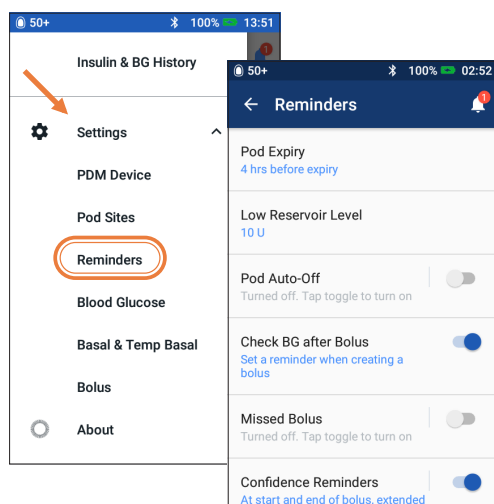 50+ 100% 13:51
Insulin & BG History
Settings
PDM Device
Pod Sites
Reminders
Blood Glucose
Basal & Temp Basal
Bolus
About
50+ 100% 02:52
Reminders
1
Pod Expiry
4 hrs before expiry
Low Reservoir Level
10 U
Pod Auto-Off
Turned off. Tap toggle to turn on
Check BG after Bolus
Set a reminder when creating a
bolus
Missed Bolus
Turned off. Tap toggle to turn on
Confidence Reminders
At start and end of bolus, extended